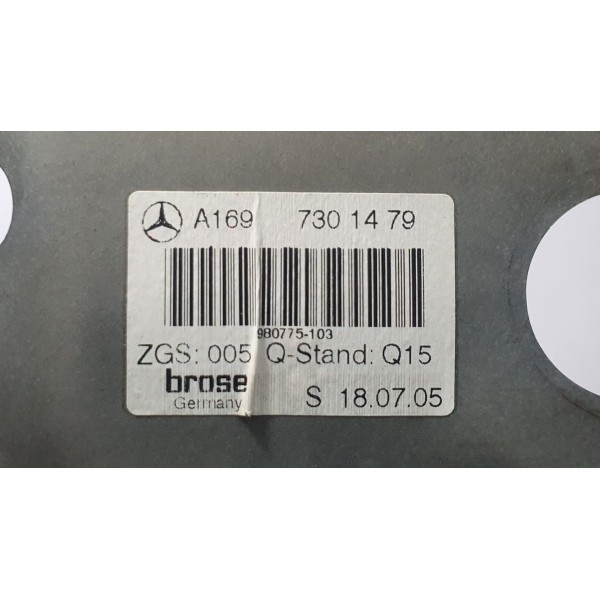 A169 730 14 79
980775-103
ZGS: 005 Q-Stand: Q15
brose
Germany
S 18.07.05